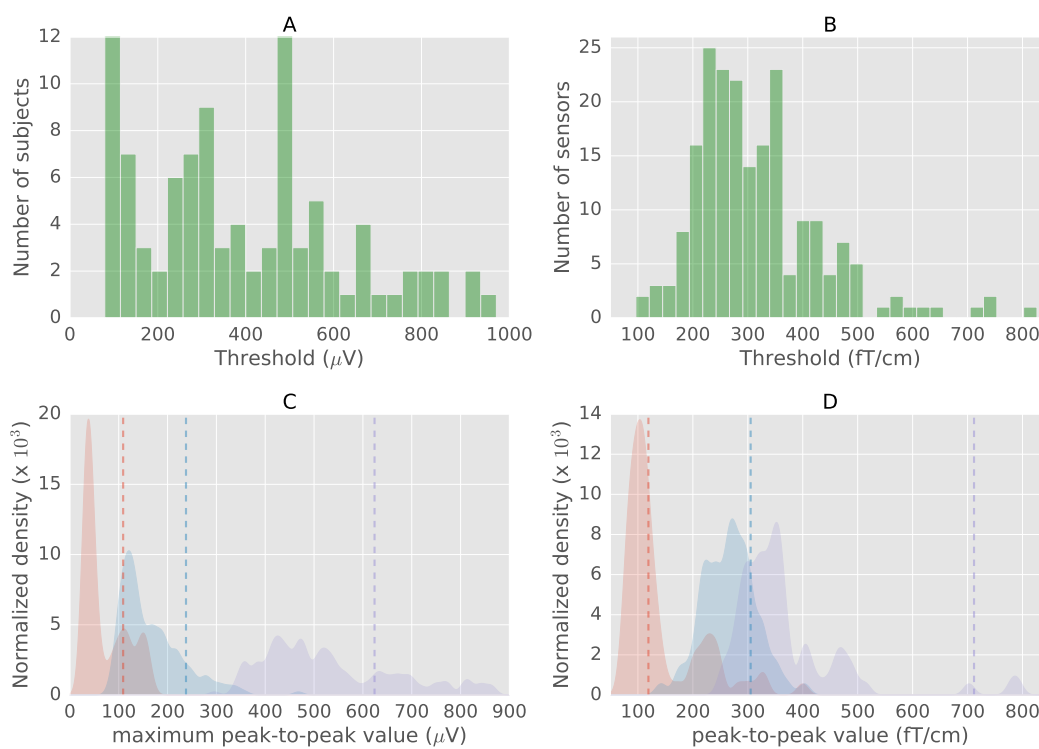 A
Number of subjects
12
10
8
6
4
2
0
0 200 400 600 800 1000
Threshold (μV)
B
Number of sensors
25
20
15
10
5
0
100 200 300 400 500 600 700 800
Threshold (fT/cm)
C
Normalized density (x 10³)
20
15
10
5
0
0 100 200 300 400 500 600 700 800 900
maximum peak-to-peak value (μV)
D
Normalized density (x 10³)
14
12
10
8
6
4
2
0
100 200 300 400 500 600 700 800
peak-to-peak value (fT/cm)